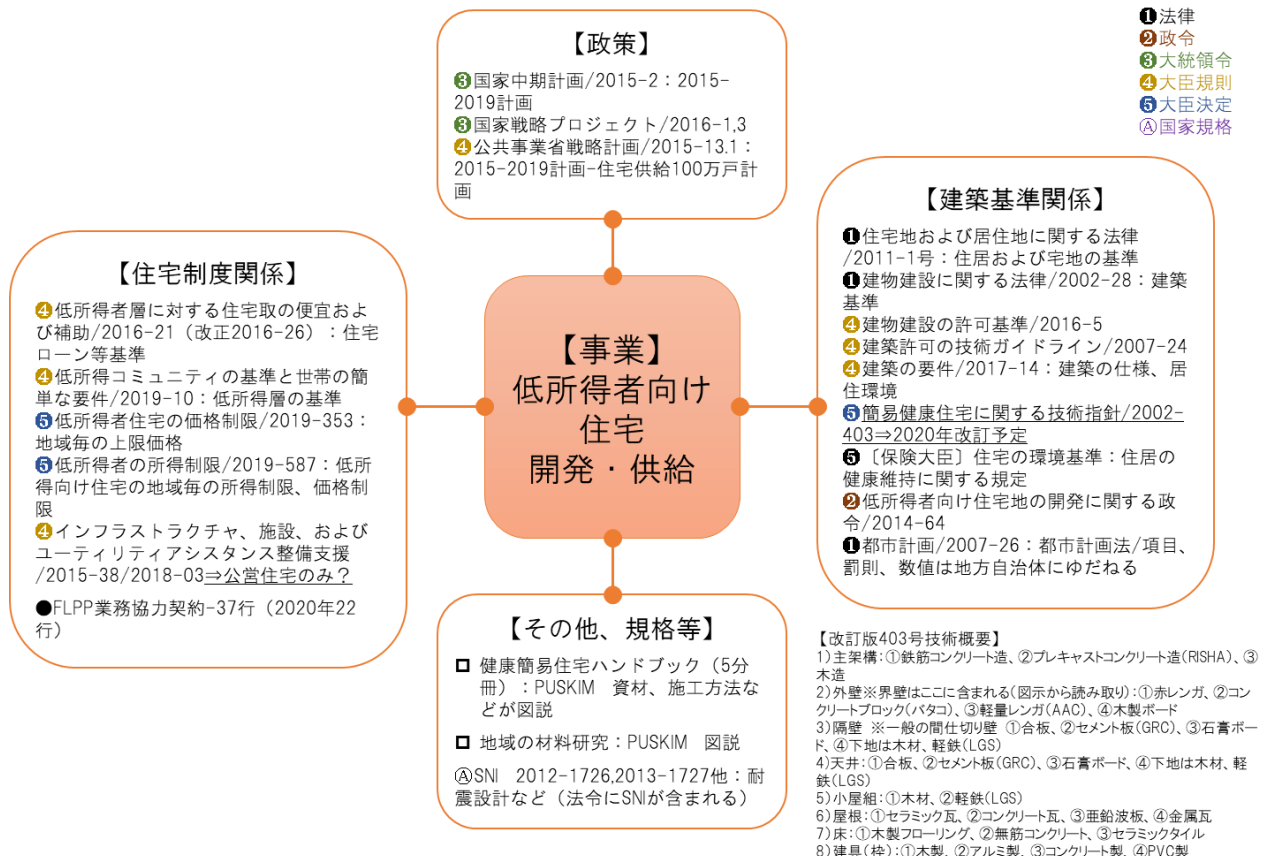 ❶法律
❷政令
❸大統領令
❹大臣規則
❺大臣決定
Ⓐ国家規格
【政策】
❸国家中期計画/2015-2：2015-
2019計画
❸国家戦略プロジェクト/2016-1,3
❹公共事業省戦略計画/2015-13.1：
2015-2019計画-住宅供給100万戸計
画
【住宅制度関係】
❹低所得者層に対する住宅取の便宜およ
び補助/2016-21（改正2016-26）：住宅
ローン等基準
❹低所得コミュニティの基準と世帯の簡
単な要件/2019-10：低所得層の基準
❺低所得者住宅の価格制限/2019-353：
地域毎の上限価格
❺低所得者の所得制限/2019-587：低所
得向け住宅の地域毎の所得制限、価格制
限
❹インフラストラクチャ、施設、および
ユーティリティアシスタンス整備支援
/2015-38/2018-03⇒公営住宅のみ？
●FLPP業務協力契約-37行（2020年22
行）
【事業】
低所得者向け
住宅
開発・供給
【建築基準関係】
❶住宅地および居住地に関する法律
/2011-1号：住居および宅地の基準
❶建物建設に関する法律/2002-28：建築
基準
❹建物建設の許可基準/2016-5
❹建築許可の技術ガイドライン/2007-24
❹建築の要件/2017-14：建築の仕様、居
住環境
❺簡易健康住宅に関する技術指針/2002-
403⇒2020年改訂予定
❺〔保険大臣〕住宅の環境基準：住居の
健康維持に関する規定
❷低所得者向け住宅地の開発に関する政
令/2014-64
❶都市計画/2007-26：都市計画法/項目、
罰則、数値は地方自治体にゆだねる
【その他、規格等】
健康簡易住宅ハンドブック（5分
冊）：PUSKIM　資材、施工方法な
どが図説
地域の材料研究：PUSKIM　図説
ⒶSNI　2012-1726,2013-1727他：耐
震設計など（法令にSNIが含まれる）
【改訂版403号技術概要】
1)主架構：①鉄筋コンクリート造、②プレキャストコンクリート造(RISHA)、③
木造
2)外壁※界壁はここに含まれる(図示から読み取り)：①赤レンガ、②コン
クリートブロック(バタコ)、③軽量レンガ(AAC)、④木製ボード
3)隔壁 ※一般の間仕切り壁 ①合板、②セメント板(GRC)、③石膏ボー
ド、④下地は木材、軽鉄(LGS)
4)天井：①合板、②セメント板(GRC)、③石膏ボード、④下地は木材、軽
鉄(LGS)
5)小屋組：①木材、②軽鉄(LGS)
6)屋根：①セラミック瓦、②コンクリート瓦、③亜鉛波板、④金属瓦
7)床：①木製フローリング、②無筋コンクリート、③セラミックタイル
8)建具(枠)：①木製、②アルミ製、③コンクリート製、④PVC製